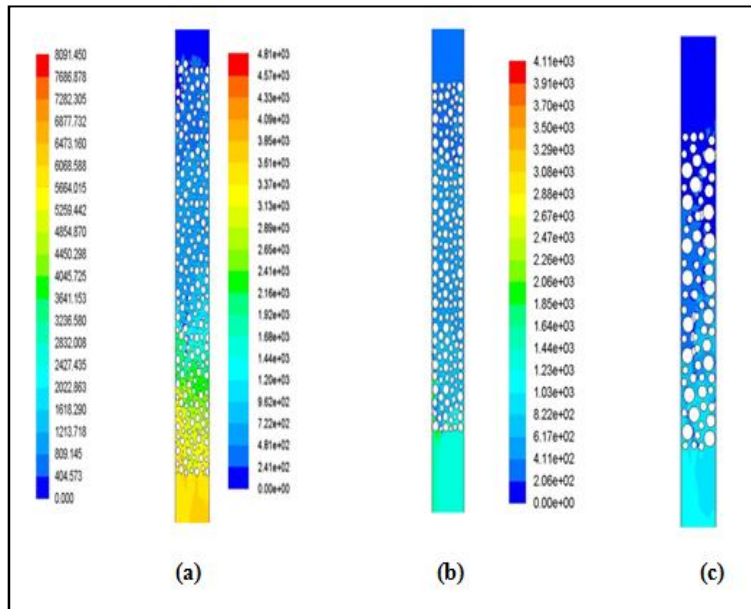 8091.450
7686.878
7282.305
6877.732
6473.160
6068.588
5664.015
5259.442
4854.870
4450.298
4045.725
3641.153
3236.580
2832.008
2427.435
2022.863
1618.290
1213.718
809.145
404.573
0.000
4.81e+03
4.57e+03
4.33e+03
4.09e+03
3.85e+03
3.61e+03
3.37e+03
3.13e+03
2.89e+03
2.65e+03
2.41e+03
2.16e+03
1.92e+03
1.68e+03
1.44e+03
1.20e+03
9.62e+02
7.22e+02
4.81e+02
2.41e+02
0.00e+00
4.11e+03
3.91e+03
3.70e+03
3.50e+03
3.29e+03
3.08e+03
2.88e+03
2.67e+03
2.47e+03
2.26e+03
2.06e+03
1.85e+03
1.64e+03
1.44e+03
1.23e+03
1.03e+03
8.22e+02
6.17e+02
4.11e+02
2.06e+02
0.00e+00
(a)
(b)
(c)